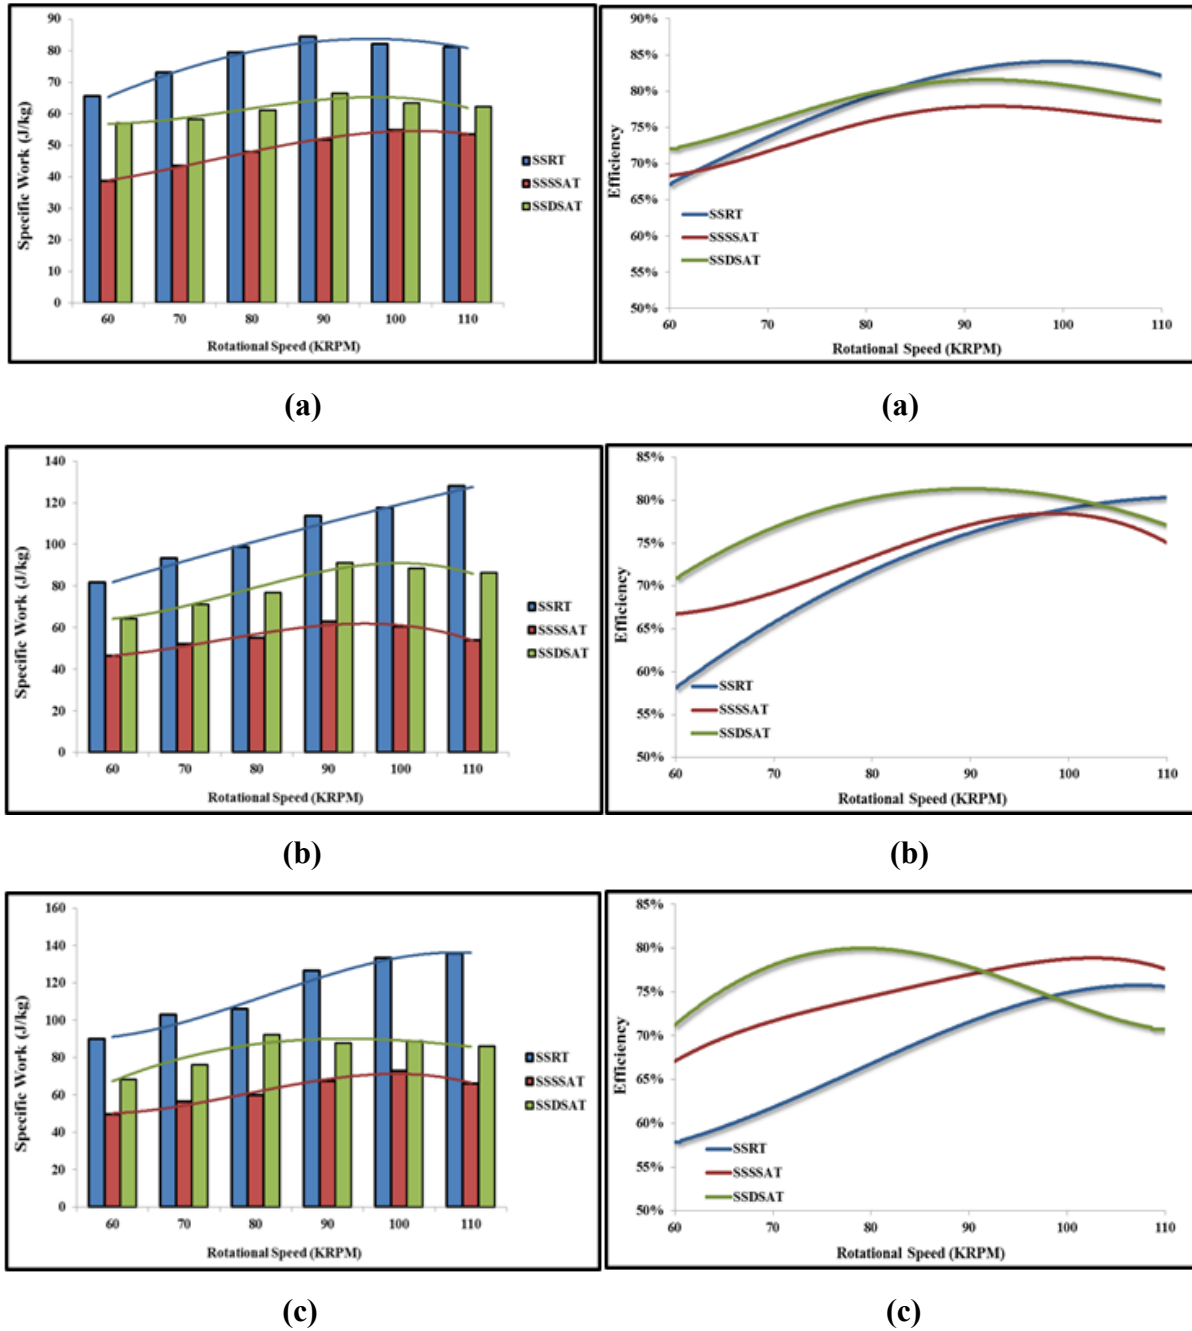 90
80
70
60
50
40
30
20
10
0
Specific Work (J/kg)
60 70 80 90 100 110
Rotational Speed (KRPM)
SSRT
SSSSAT
SSDSAT
90%
85%
80%
75%
70%
65%
60%
55%
50%
Efficiency
SSRT
SSSSAT
SSDSAT
60 70 80 90 100 110
Rotational Speed (KRPM)
(a) (a)
140
120
100
80
60
40
20
0
Specific Work (J/kg)
60 70 80 90 100 110
Rotational Speed (KRPM)
SSRT
SSSSAT
SSDSAT
85%
80%
75%
70%
65%
60%
55%
50%
Efficiency
SSRT
SSSSAT
SSDSAT
60 70 80 90 100 110
Rotational Speed (KRPM)
(b) (b)
160
140
120
100
80
60
40
20
0
Specific Work (J/kg)
60 70 80 90 100 110
Rotational Speed (KRPM)
SSRT
SSSSAT
SSDSAT
85%
80%
75%
70%
65%
60%
55%
50%
Efficiency
SSRT
SSSSAT
SSDSAT
60 70 80 90 100 110
Rotational Speed (KRPM)
(c) (c)